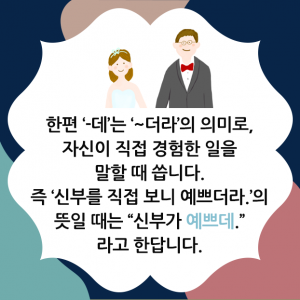 한편 ‘-데’는 ‘~더라’의 의미로,
자신이 직접 경험한 일을
말할 때 씁니다.
즉 ‘신부를 직접 보니 예쁘더라.’의
뜻일 때는 “신부가 예쁘데.”
라고 한답니다.